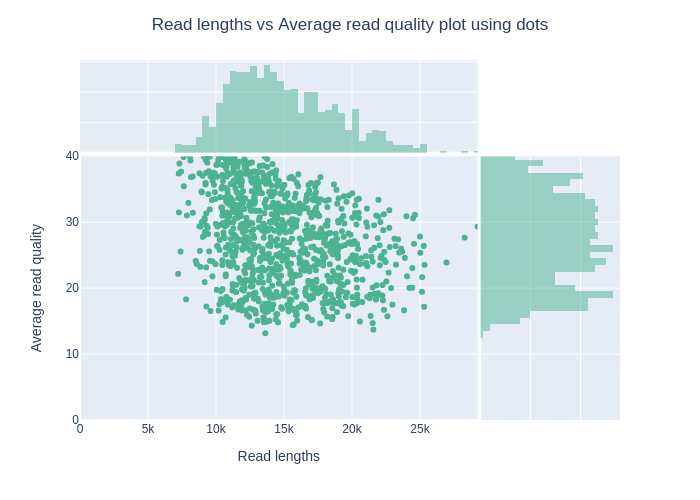 Read lengths vs Average read quality plot using dots
40
30
20
10
0
Average read quality
0
5k
10k
15k
20k
25k
Read lengths